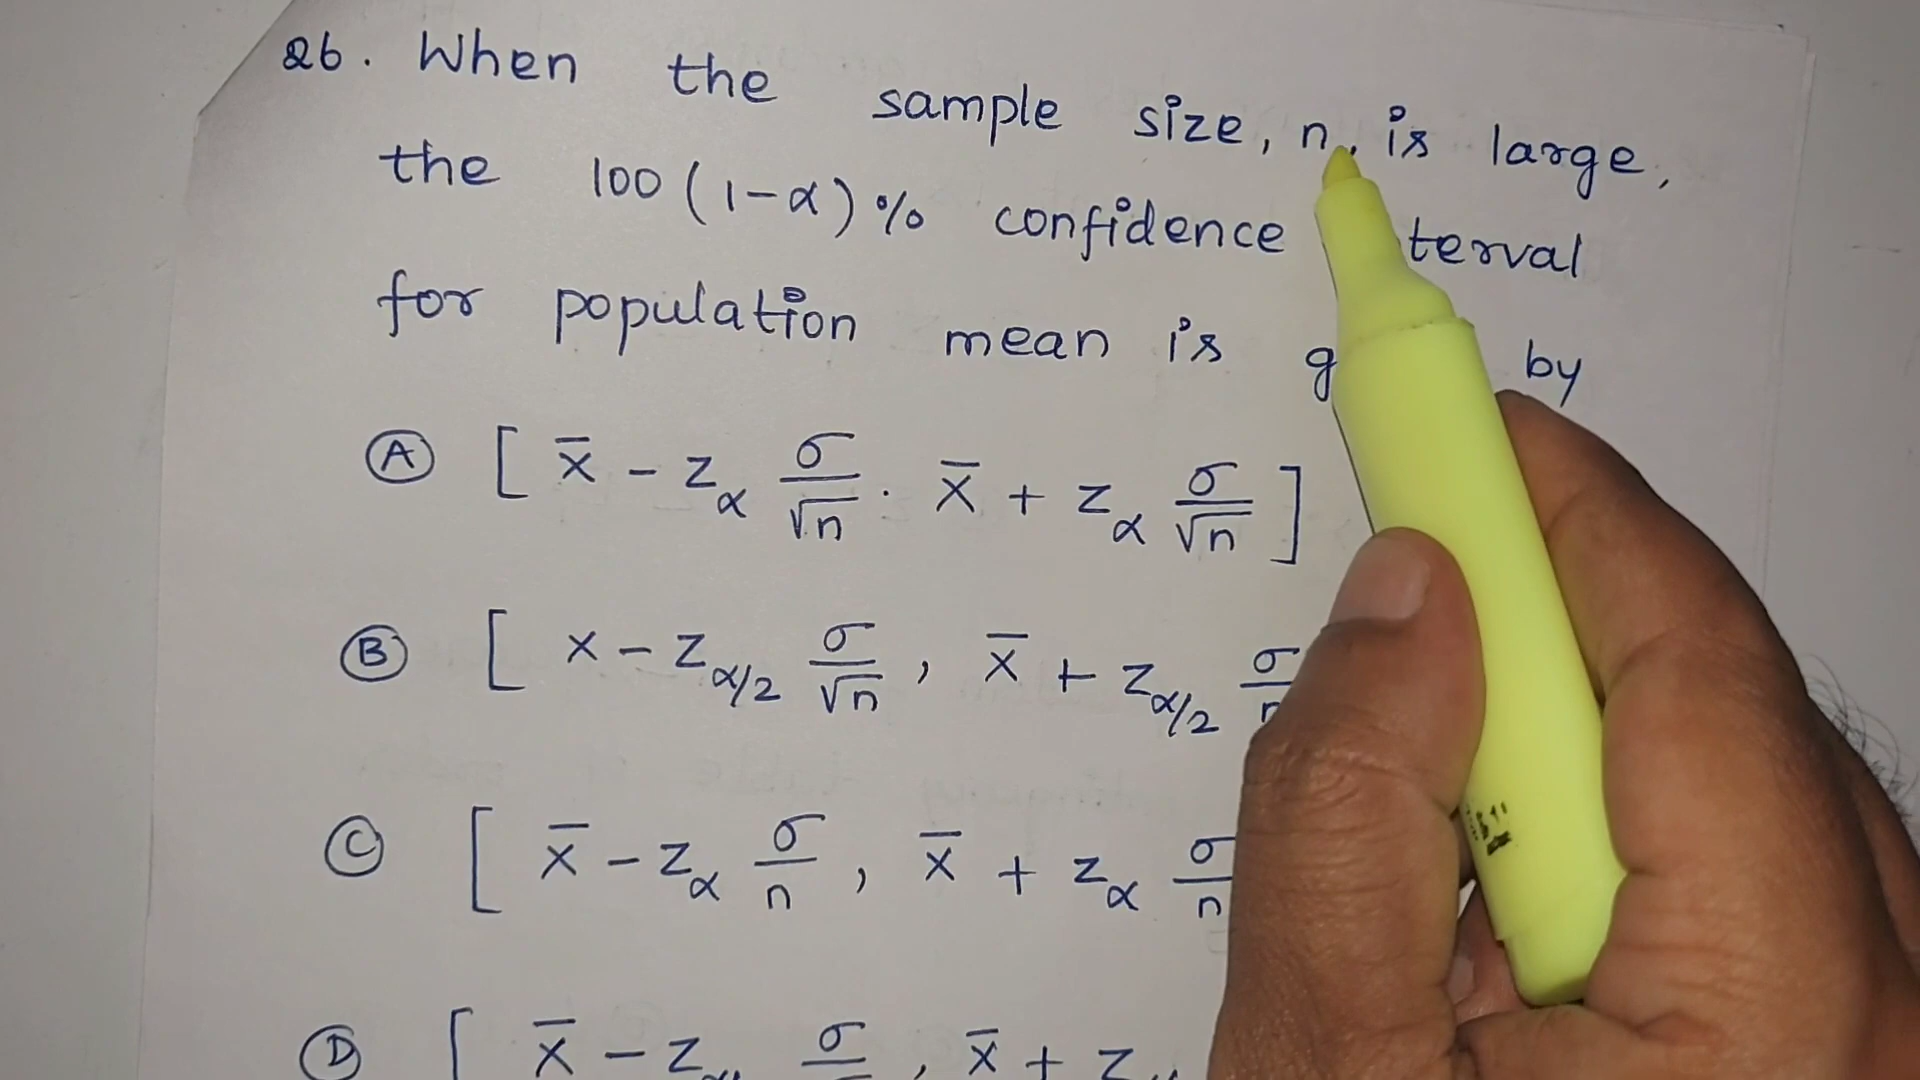 Q6. When the sample size, n, is large,
the 100 (1-α) % confidence terval
for population mean is g by
(A) [ x̄ - z_α σ/√n . x̄ + z_α σ/√n ]
(B) [ x - z_α/2 σ/√n , x̄ + z_α/2 σ
(C) [ x̄ - z_α σ/n , x̄ + z_α σ/n
(D) [ x̄ - z σ , x̄ + z